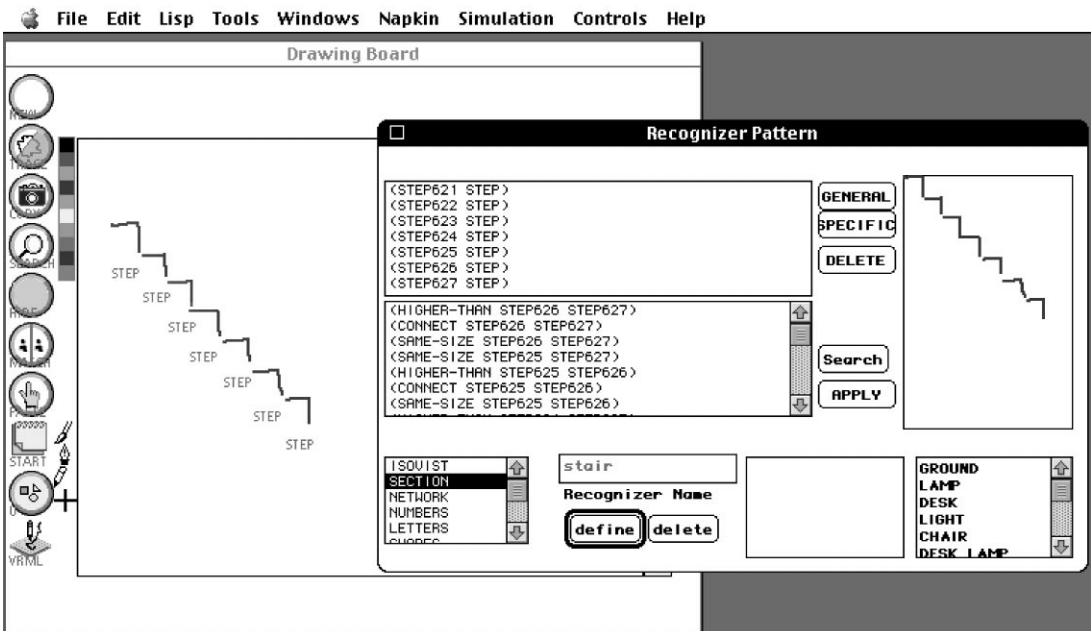 File Edit Lisp Tools Windows Napkin Simulation Controls Help
Drawing Board
NEW
TRACE
COPY
SEARCH
START
VRML
STEP
STEP
STEP
STEP
STEP
STEP
STEP
Recognizer Pattern
(STEP621 STEP)
(STEP622 STEP)
(STEP623 STEP)
(STEP624 STEP)
(STEP625 STEP)
(STEP626 STEP)
(STEP627 STEP)
GENERAL
SPECIFIC
DELETE
(HIGHER-THAN STEP626 STEP627)
(CONNECT STEP626 STEP627)
(SAME-SIZE STEP626 STEP627)
(SAME-SIZE STEP625 STEP627)
(HIGHER-THAN STEP625 STEP626)
(CONNECT STEP625 STEP626)
(SAME-SIZE STEP625 STEP626)
Search
APPLY
ISOVIST
SECTION
NETWORK
NUMBERS
LETTERS
stair
Recognizer Name
define
delete
GROUND
LAMP
DESK
LIGHT
CHAIR
DESK LAMP